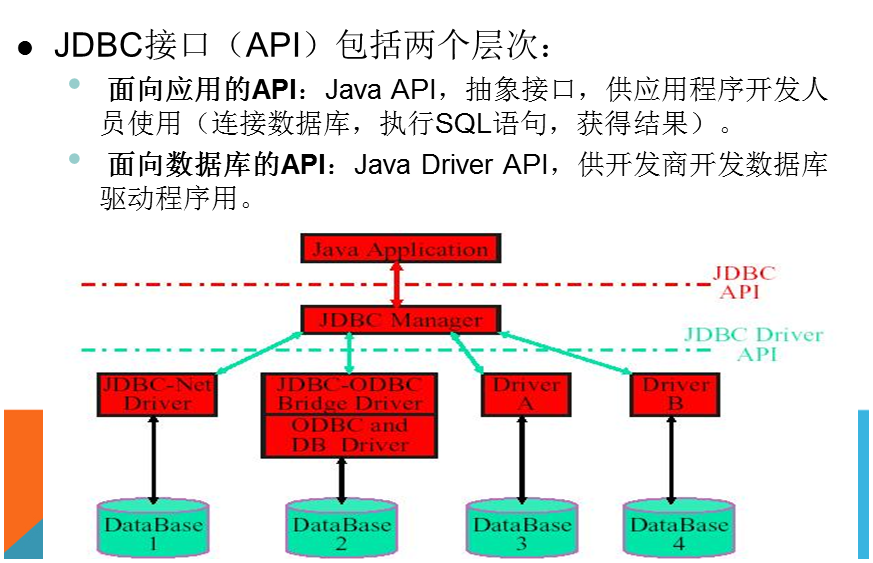 JDBC接口（API）包括两个层次：
面向应用的API：Java API，抽象接口，供应用程序开发人
员使用（连接数据库，执行SQL语句，获得结果）。
面向数据库的API：Java Driver API，供开发商开发数据库
驱动程序用。
Java Application
JDBC
API
JDBC Manager
JDBC Driver
API
JDBC-Net
Driver
JDBC-ODBC
Bridge Driver
ODBC and
DB Driver
Driver
A
Driver
B
DataBase
1
DataBase
2
DataBase
3
DataBase
4